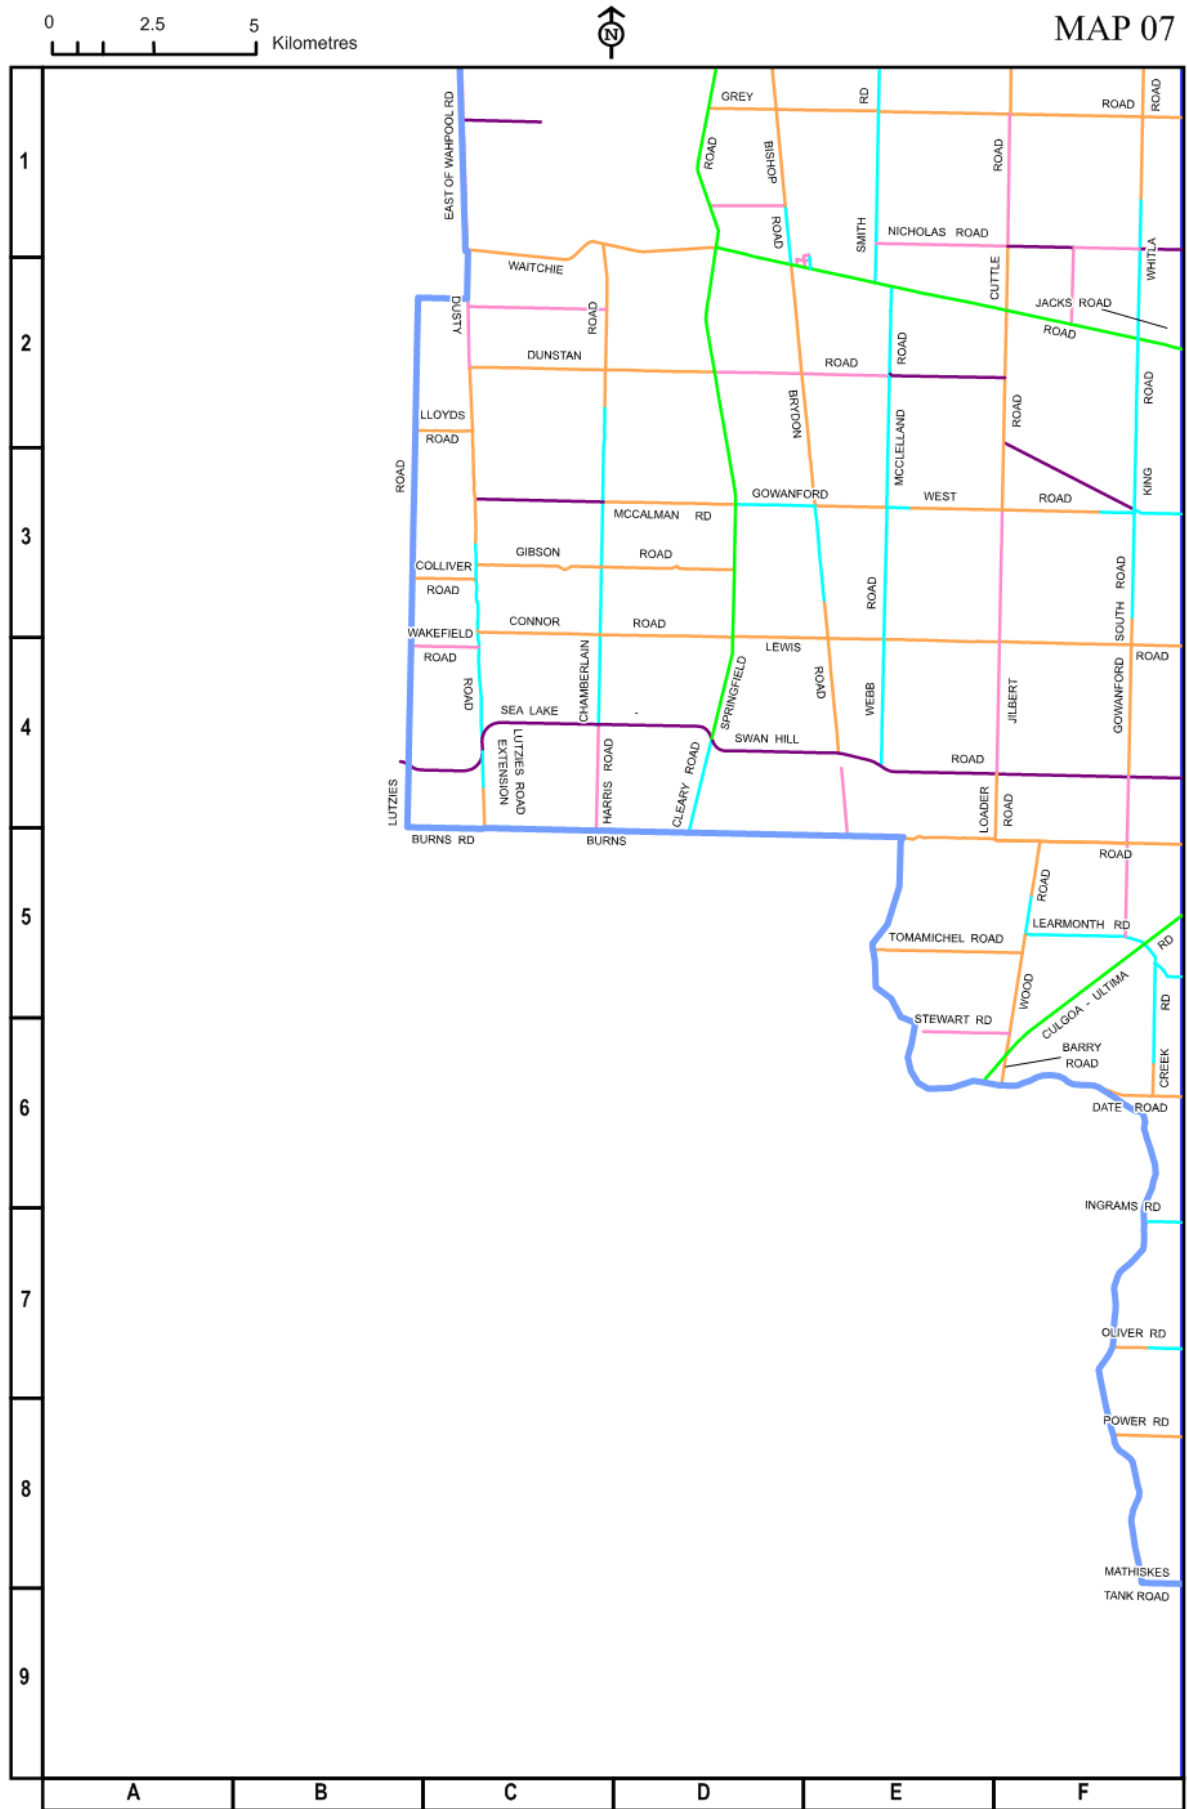 0 2.5 5
Kilometres
N
MAP 07
EAST OF WAHPOOL RD
GREY
RD
ROAD
ROAD
1
ROAD
BISHOP
ROAD
ROAD
SMITH
NICHOLAS ROAD
WHITLA
WAITCHIE
CUTTLE
DUSTY
ROAD
JACKS ROAD
ROAD
2
DUNSTAN
ROAD
ROAD
ROAD
LLOYDS
ROAD
BRYDON
ROAD
MCCLELLAND
ROAD
KING
GOWANFORD
WEST
ROAD
MCCALMAN RD
3
GIBSON
ROAD
COLLIVER
ROAD
ROAD
SOUTH ROAD
CONNOR
ROAD
WAKEFIELD
ROAD
LEWIS
ROAD
CHAMBERLAIN
SPRINGFIELD
ROAD
ROAD
WEBB
JILBERT
GOWANFORD
4
SEA LAKE
-
SWAN HILL
ROAD
LUTZIES ROAD
EXTENSION
HARRIS ROAD
CLEARY ROAD
LUTZIES
LOADER
ROAD
BURNS RD
BURNS
ROAD
ROAD
5
LEARMONTH RD
TOMAMICHEL ROAD
RD
WOOD
CULGOA - ULTIMA
RD
STEWART RD
BARRY
ROAD
CREEK
6
DATE ROAD
INGRAMS RD
7
OLIVER RD
POWER RD
8
MATHISKES
TANK ROAD
9
A B C D E F